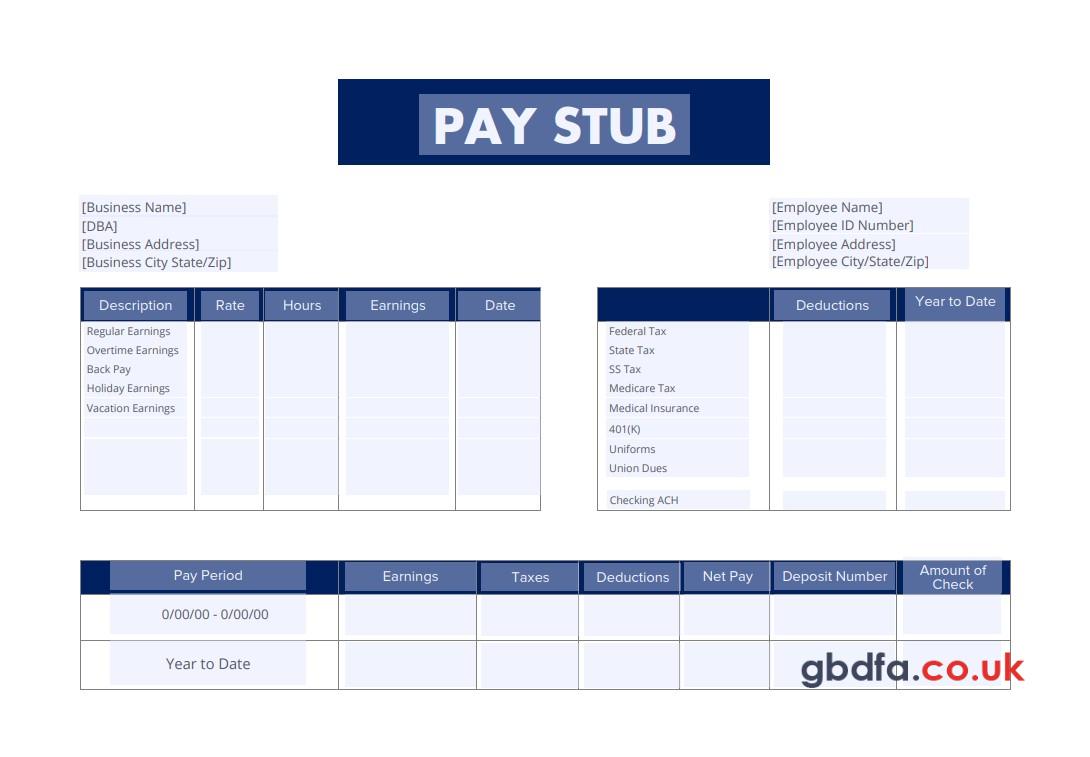 PAY STUB
[Business Name]
[DBA]
[Business Address]
[Business City State/Zip]
[Employee Name]
[Employee ID Number]
[Employee Address]
[Employee City/State/Zip]
Description Rate Hours Earnings Date
Regular Earnings
Overtime Earnings
Back Pay
Holiday Earnings
Vacation Earnings
Deductions Year to Date
Federal Tax
State Tax
SS Tax
Medicare Tax
Medical Insurance
401(K)
Uniforms
Union Dues
Checking ACH
Pay Period Earnings Taxes Deductions Net Pay Deposit Number Amount of
Check
0/00/00 - 0/00/00
Year to Date
gbdfa.co.uk